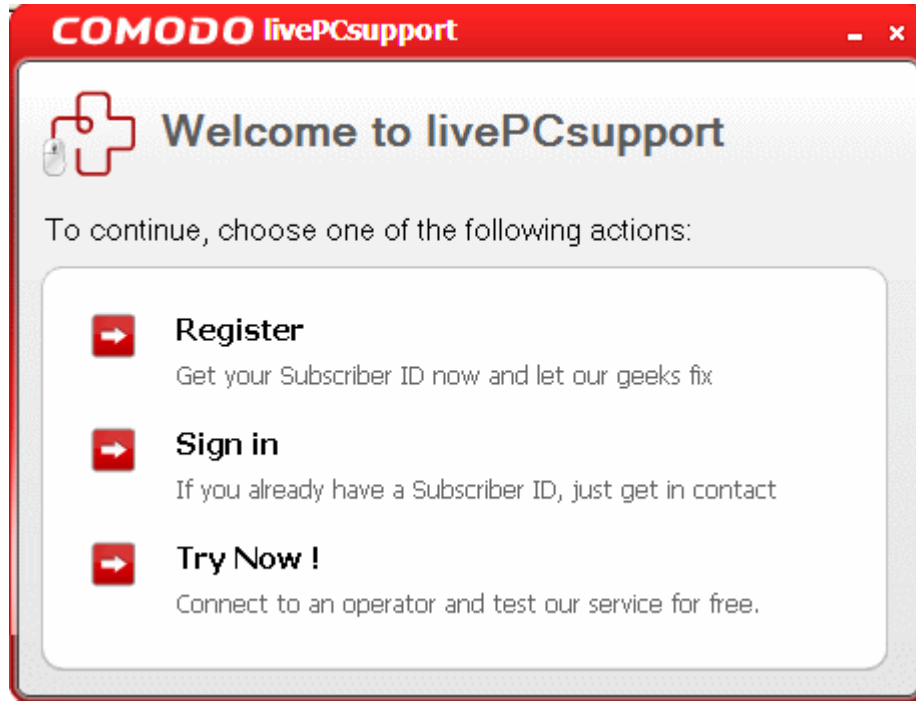 COMODO livePCsupport
Welcome to livePCsupport
To continue, choose one of the following actions:
Register
Get your Subscriber ID now and let our geeks fix
Sign in
If you already have a Subscriber ID, just get in contact
Try Now !
Connect to an operator and test our service for free.